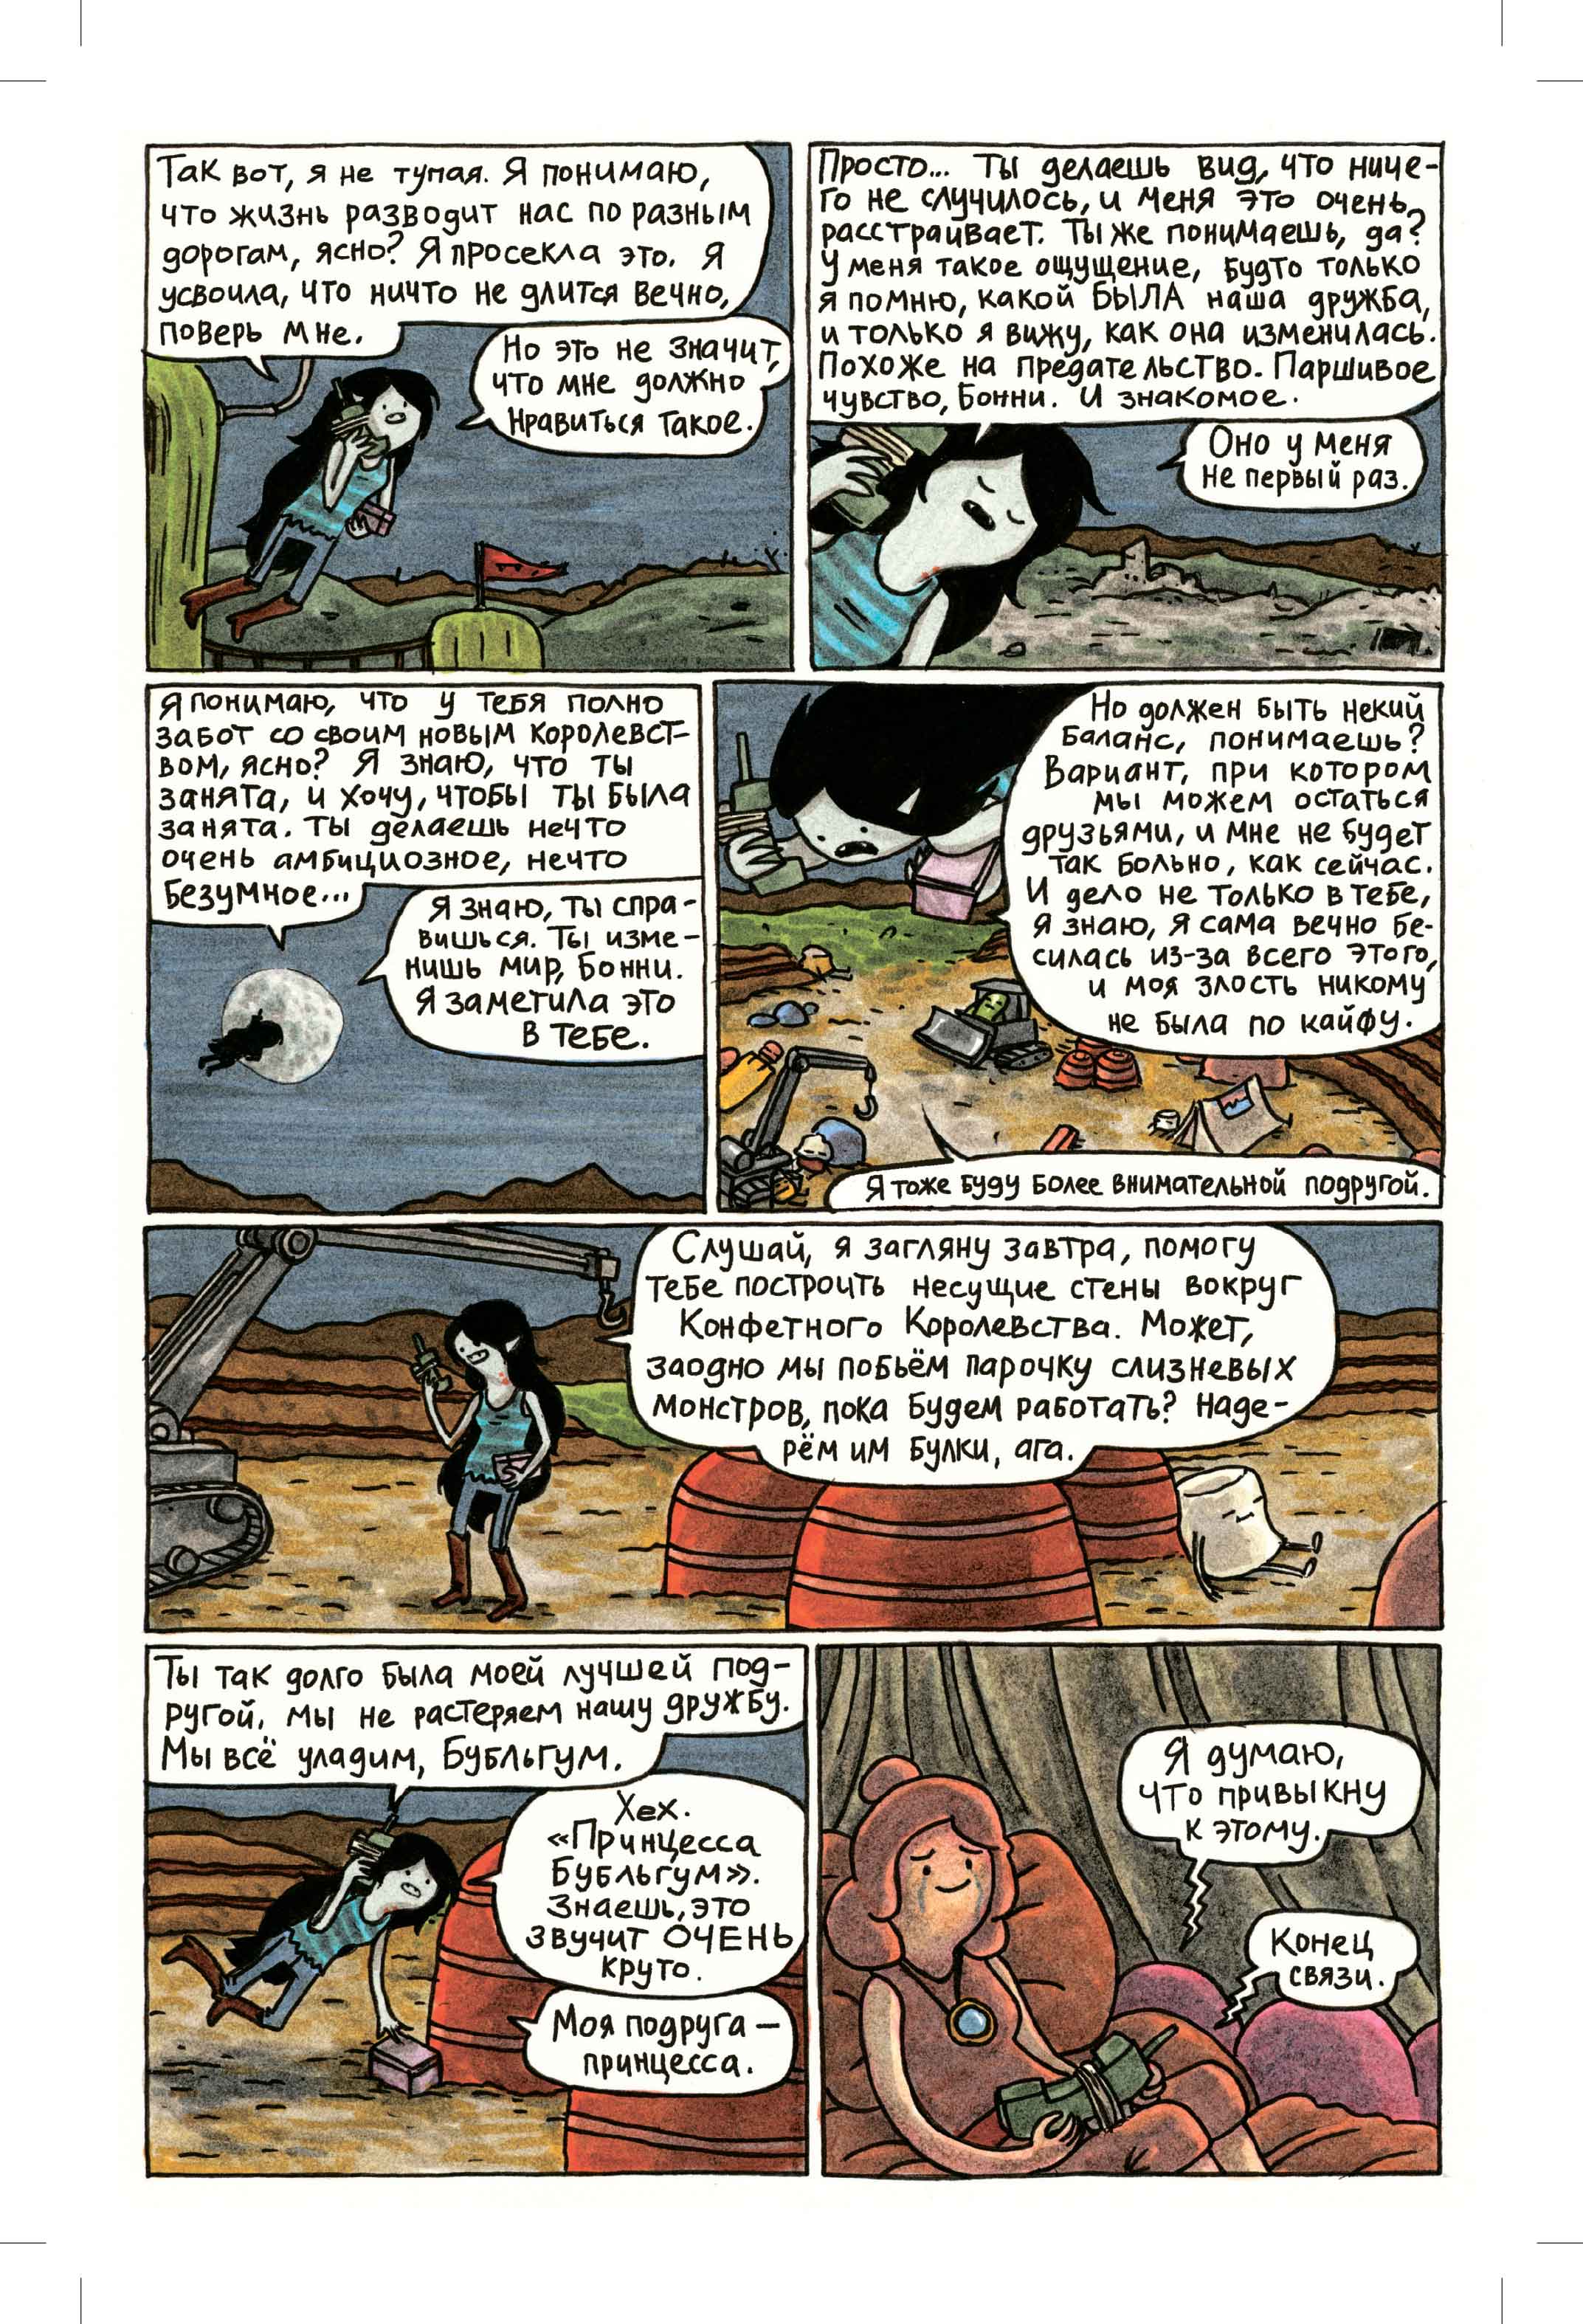 Так вот, я не тупая. Я понимаю,
что жизнь разводит нас по разным
дорогам, ясно? Я просекла это. Я
усвоила, что ничто не длится вечно,
поверь мне.
Но это не значит,
что мне должно
нравиться такое.
Просто... Ты делаешь вид, что ниче-
го не случилось, и меня это очень
расстраивает. Ты же понимаешь, да?
У меня такое ощущение, будто только
я помню, какой БЫЛА наша дружба,
и только я вижу, как она изменилась.
Похоже на предательство. Паршивое
чувство, Бонни. И знакомое.
Оно у меня
не первый раз.
Я понимаю, что у тебя полно
забот со своим новым королевст-
вом, ясно? Я знаю, что ты
занята, и хочу, чтобы ты была
занята. Ты делаешь нечто
очень амбициозное, нечто
безумное...
Я знаю, ты спра-
вишься. Ты изме-
нишь мир, Бонни.
Я заметила это
в тебе.
Но должен быть некий
баланс, понимаешь?
Вариант, при котором
мы можем остаться
друзьями, и мне не будет
так больно, как сейчас.
И дело не только в тебе,
я знаю, я сама вечно бе-
силась из-за всего этого,
и моя злость никому
не была по кайфу.
Я тоже буду более внимательной подругой.
Слушай, я загляну завтра, помогу
тебе построить несущие стены вокруг
Конфетного Королевства. Может,
заодно мы побьём парочку слизневых
монстров, пока будем работать? Наде-
рём им булки, ага.
Ты так долго была моей лучшей под-
ругой, мы не растеряем нашу дружбу.
Мы всё уладим, Бубльгум.
Хех.
«Принцесса
Бубльгум».
Знаешь, это
звучит ОЧЕНЬ
круто.
Моя подруга —
принцесса.
Я думаю,
что привыкну
к этому.
Конец
связи.